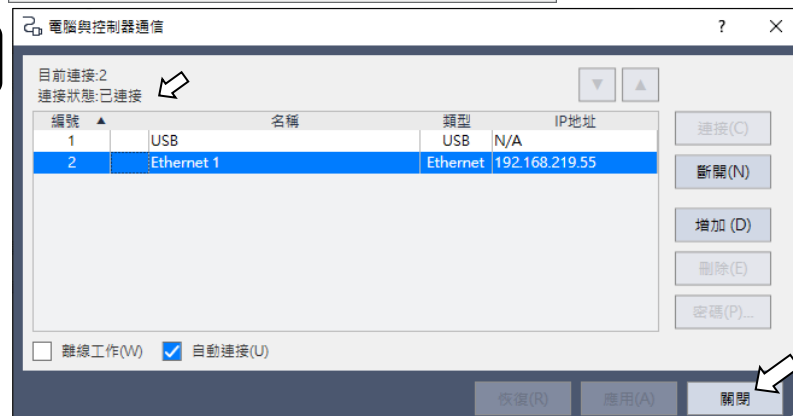 電腦與控制器通信
?
目前連接:2
連接狀態:已連接
編號 名稱 類型 IP地址
1 USB USB N/A
2 Ethernet 1 Ethernet 192.168.219.55
連接(C)
斷開(N)
增加 (D)
刪除(E)
密碼(P)...
離線工作(W) 自動連接(U)
恢復(R) 應用(A) 關閉